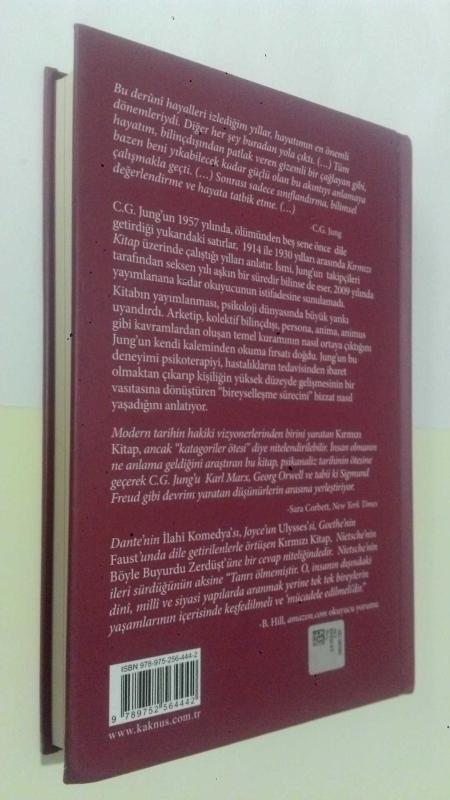 Bu derûnî hayalleri izlediğim yıllar, hayatımın en önemli
dönemleriydi. Diğer her şey buradan yola çıktı. (…) Tüm
hayatım, bilinçdışından patlak veren gizemli bir çağlayan gibi,
bazen beni yıkabilecek kadar güçlü olan bu akıntıyı anlamaya
çalışmakla geçti. (…) Sonrası sadece sınıflandırma, bilimsel
değerlendirme ve hayata tatbik etme. (…)
-C.G. Jung
C.G. Jung'un 1957 yılında, ölümünden beş sene önce dile
getirdiği yukarıdaki satırlar, 1914 ile 1930 yılları arasında Kırmızı
Kitap üzerinde çalıştığı yılları anlatır. İsmi, Jung'un takipçileri
tarafından seksen yılı aşkın bir süredir bilinse de eser, 2009 yılında
yayımlanana kadar okuyucunun istifadesine sunulamadı.
Kitabın yayımlanması, psikoloji dünyasında büyük yankı
uyandırdı. Arketip, kolektif bilinçdışı, persona, anima, animus
gibi kavramlardan oluşan temel kuramının nasıl ortaya çıktığını
Jung'un kendi kaleminden okuma fırsatı doğdu. Jung'un bu
deneyimi psikoterapiyi, hastalıkların tedavisinden ibaret
olmaktan çıkarıp kişiliğin yüksek düzeyde gelişmesinin bir
vasıtasına dönüştüren "bireyselleşme sürecini" bizzat nasıl
yaşadığını anlatıyor.
Modern tarihin hakiki vizyonerlerinden birini yaratan Kırmızı
Kitap, ancak "katagoriler ötesi" diye nitelendirilebilir. İnsan olmanın
ne anlama geldiğini araştıran bu kitap, psikanaliz tarihinin ötesine
geçerek C.G. Jung'u Karl Marx, Georg Orwell ve tabii ki Sigmund
Freud gibi devrim yaratan düşünürlerin arasına yerleştiriyor.
-Sara Corbett, New York Times
Dante'nin İlahî Komedya'sı, Joyce'un Ulysses'si, Goethe'nin
Faust'unda dile getirilenlerle örtüşen Kırmızı Kitap, Nietsche'nin
Böyle Buyurdu Zerdüşt'üne bir cevap niteliğindedir. Nietsche'nin
ileri sürdüğünün aksine "Tanrı ölmemiştir. O, insanın dışındaki
dinî, millî ve siyasi yapılarda aranmak yerine tek tek bireylerin
yaşamlarının içerisinde keşfedilmeli ve 'mücadele edilmeli'dir."
-B. Hill, amazon.com okuyucu yorumu
ISBN 978-975-256-444-2
9 789752 564442
www.kaknus.com.tr